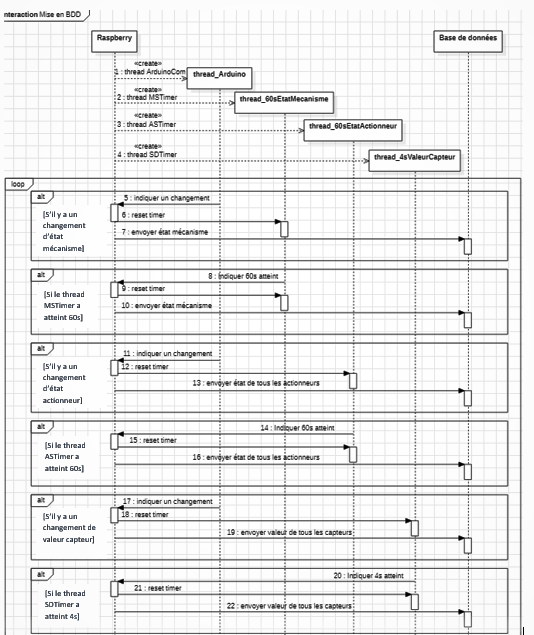 nteraction Mise en BDD
Raspberry
Base de données
«create»
1 : thread ArduinoCom
thread_Arduino
«create»
2 : thread MSTimer
thread_60sEtatMecanisme
«create»
3 : thread ASTimer
thread_60sEtatActionneur
«create»
4 : thread SDTimer
thread_4sValeurCapteur
loop
alt
5 : indiquer un changement
[S'il y a un
changement
d'état
mécanisme]
6 : reset timer
7 : envoyer état mécanisme
alt
8 : Indiquer 60s atteint
[Si le thread
MSTimer a
atteint 60s]
9 : reset timer
10 : envoyer état mécanisme
alt
11 : indiquer un changement
[S'il y a un
changement
d'état
actionneur]
12 : reset timer
13 : envoyer état de tous les actionneurs
alt
14 : Indiquer 60s atteint
[Si le thread
ASTimer a
atteint 60s]
15 : reset timer
16 : envoyer état de tous les actionneurs
alt
17 : indiquer un changement
[S'il y a un
changement de
valeur capteur]
18 : reset timer
19 : envoyer valeur de tous les capteurs
alt
20 : Indiquer 4s atteint
[Si le thread
SDTimer a
atteint 4s]
21 : reset timer
22 : envoyer valeur de tous les capteurs